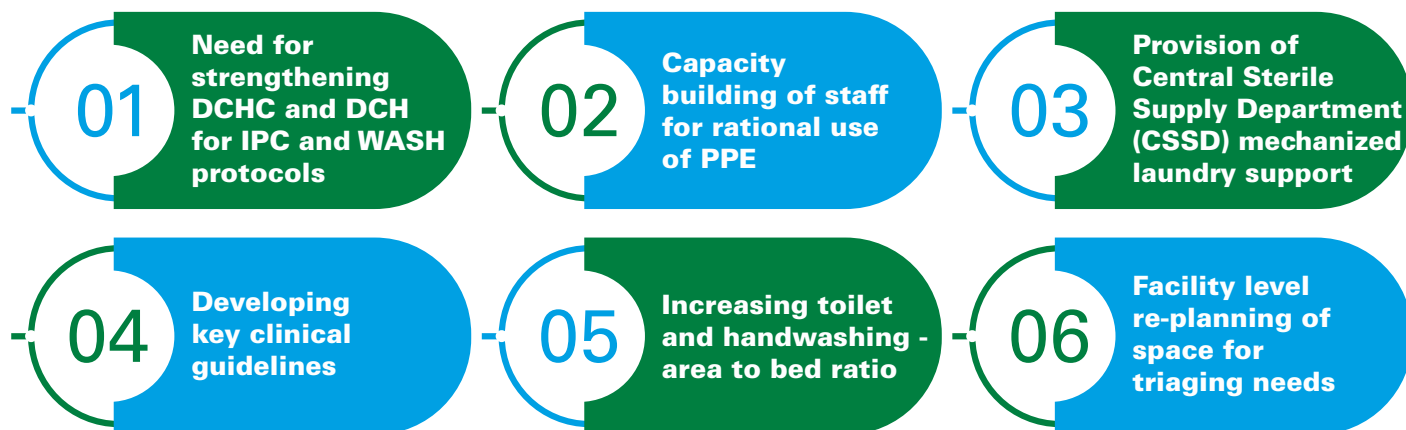 01
Need for
strengthening
DCHC and DCH
for IPC and WASH
protocols
02
Capacity
building of staff
for rational use
of PPE
03
Provision of
Central Sterile
Supply Department
(CSSD) mechanized
laundry support
04
Developing
key clinical
guidelines
05
Increasing toilet
and handwashing -
area to bed ratio
06
Facility level
re-planning of
space for
triaging needs